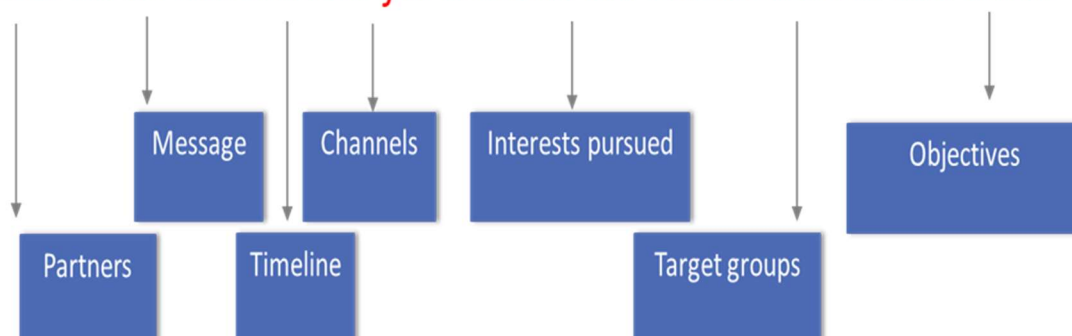 Message
Channels
Interests pursued
Objectives
Partners
Timeline
Target groups